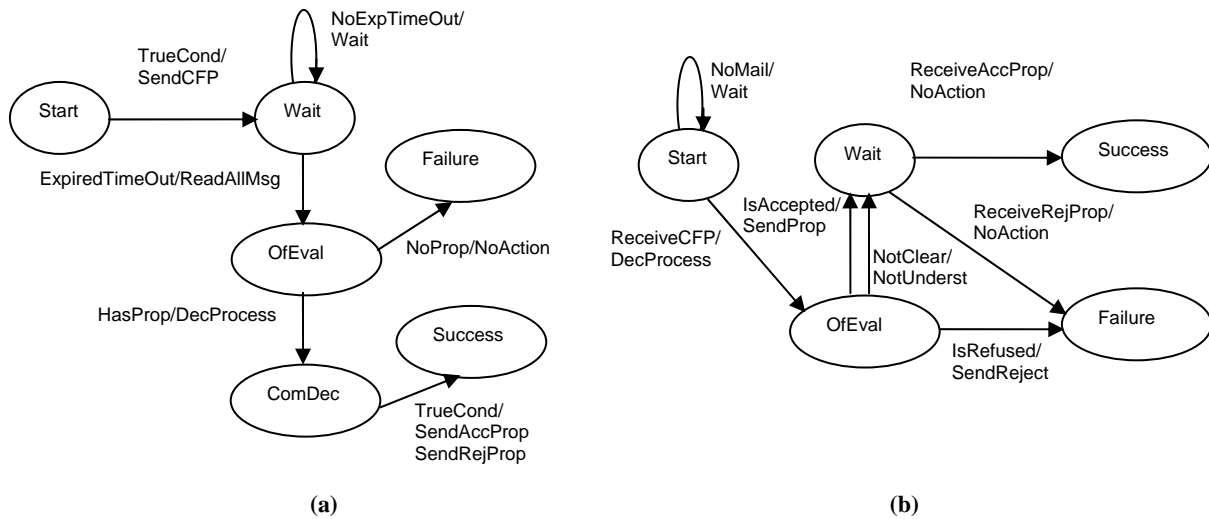 NoExpTimeOut/
Wait
TrueCond/
SendCFP
Start
Wait
Failure
ExpiredTimeOut/ReadAllMsg
OfEval
NoProp/NoAction
HasProp/DecProcess
Success
ComDec
TrueCond/
SendAccProp
SendRejProp
(a)
NoMail/
Wait
ReceiveAccProp/
NoAction
Start
Wait
Success
IsAccepted/
SendProp
ReceiveRejProp/
NoAction
ReceiveCFP/
DecProcess
NotClear/
NotUnderst
OfEval
Failure
IsRefused/
SendReject
(b)